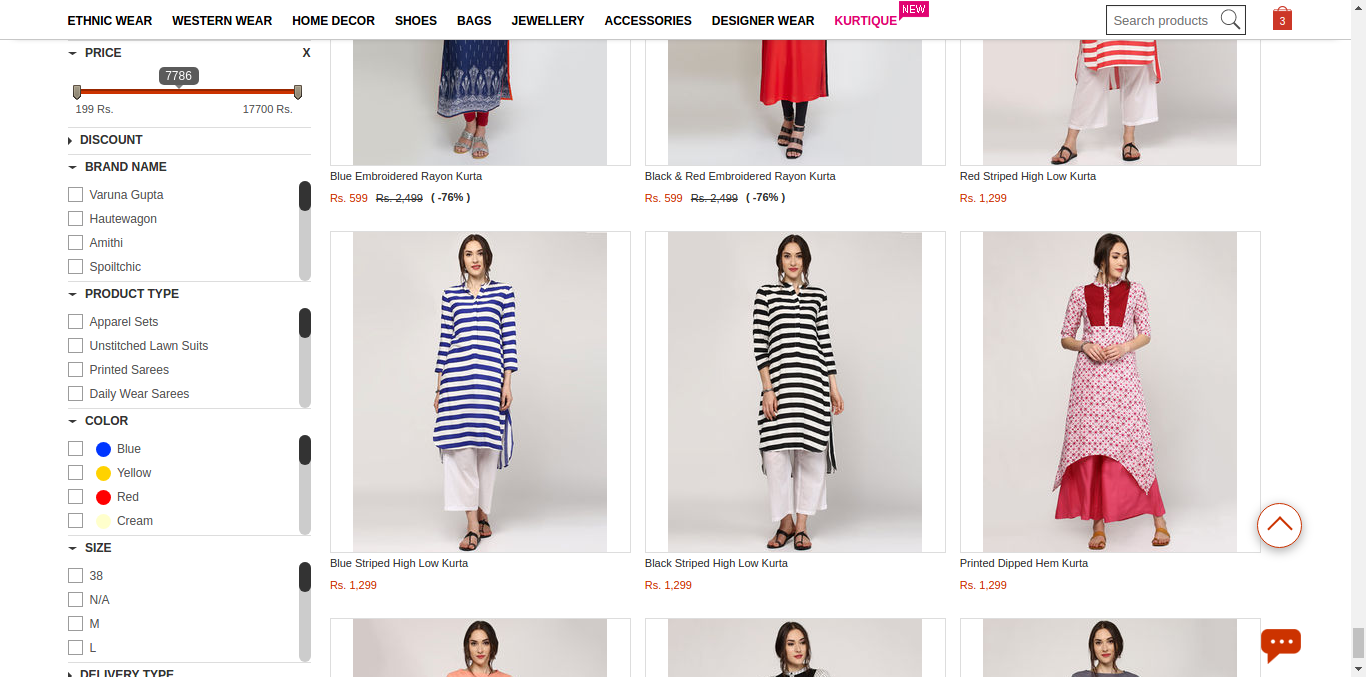 ETHNIC WEAR WESTERN WEAR HOME DECOR SHOES BAGS JEWELLERY ACCESSORIES DESIGNER WEAR KURTIQUE NEW
Search products
3
PRICE X
7786
199 Rs. 17700 Rs.
DISCOUNT
BRAND NAME
Varuna Gupta
Hautewagon
Amithi
Spoiltchic
PRODUCT TYPE
Apparel Sets
Unstitched Lawn Suits
Printed Sarees
Daily Wear Sarees
COLOR
Blue
Yellow
Red
Cream
SIZE
38
N/A
M
L
DELIVERY TYPE
Blue Embroidered Rayon Kurta
Rs. 599 Rs. 2,499 ( -76% )
Black & Red Embroidered Rayon Kurta
Rs. 599 Rs. 2,499 ( -76% )
Red Striped High Low Kurta
Rs. 1,299
Blue Striped High Low Kurta
Rs. 1,299
Black Striped High Low Kurta
Rs. 1,299
Printed Dipped Hem Kurta
Rs. 1,299